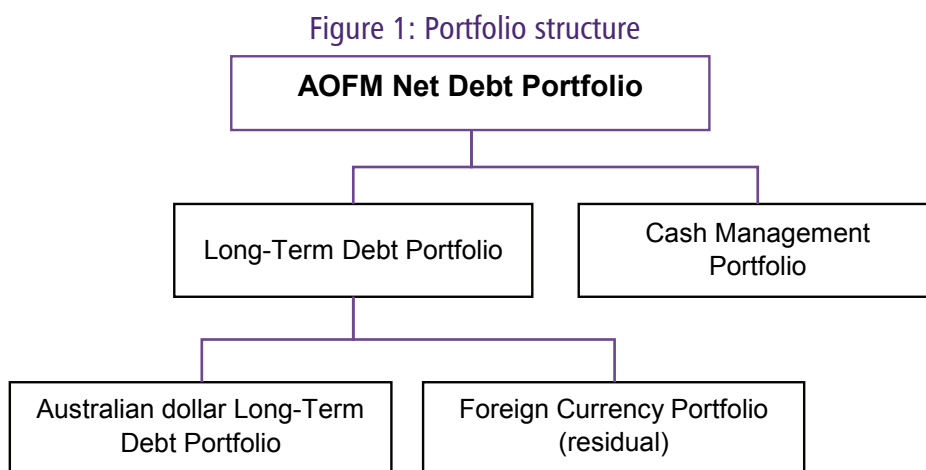 Figure 1: Portfolio structure
AOFM Net Debt Portfolio
Long-Term Debt Portfolio
Cash Management
Portfolio
Australian dollar Long-Term
Debt Portfolio
Foreign Currency Portfolio
(residual)